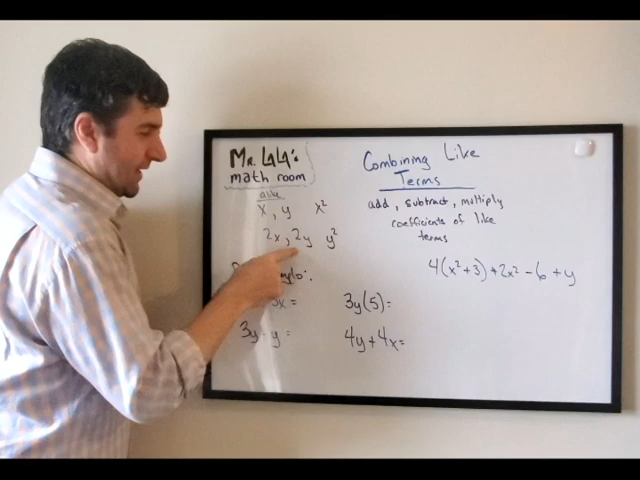 Mr. LaLa's
math room
alike
x, y x²
2x, 2y y²
3x =
3y - y =
Combining Like
Terms
add, subtract, multiply
coefficients of like
terms
4(x² + 3) + 2x² - 6 + y
3y(5) =
4y + 4x =